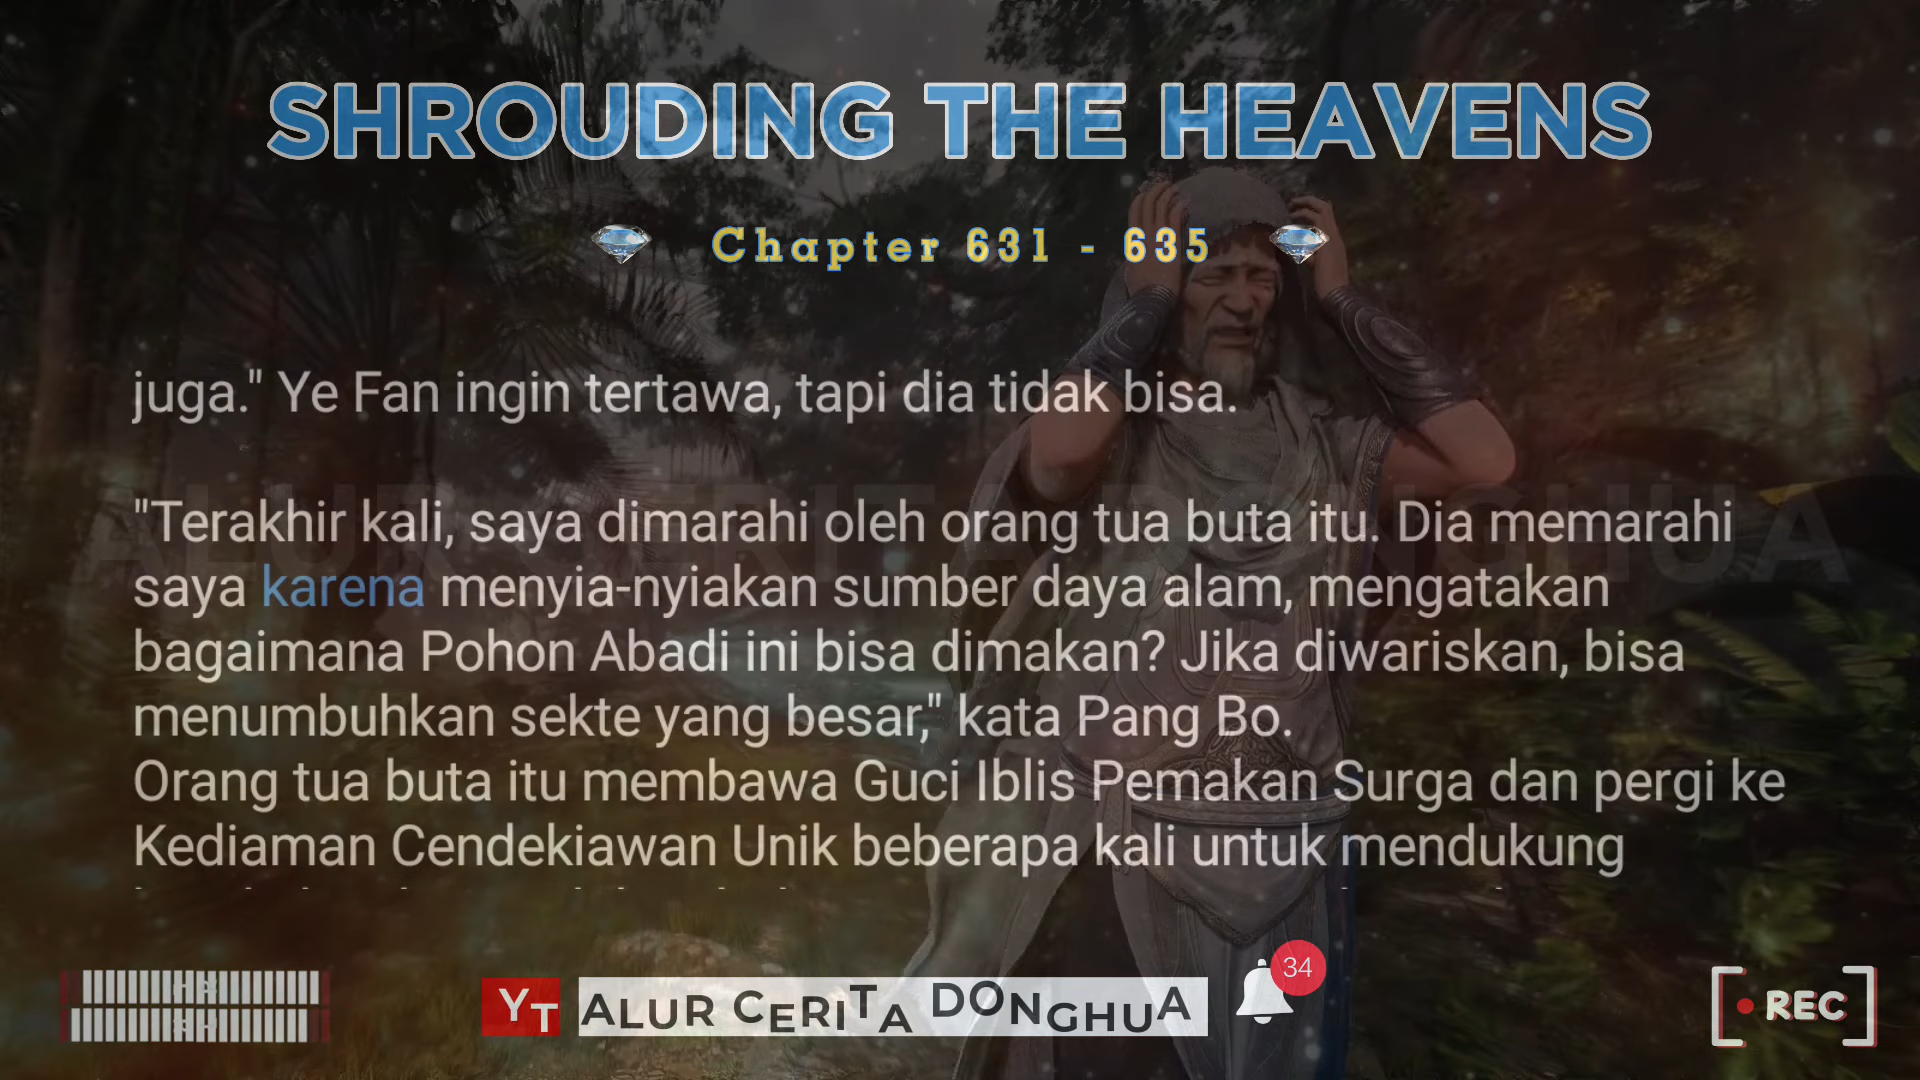 SHROUDING THE HEAVENS
Chapter 631 - 635
juga." Ye Fan ingin tertawa, tapi dia tidak bisa.
"Terakhir kali, saya dimarahi oleh orang tua buta itu. Dia memarahi
saya karena menyia-nyiakan sumber daya alam, mengatakan
bagaimana Pohon Abadi ini bisa dimakan? Jika diwariskan, bisa
menumbuhkan sekte yang besar," kata Pang Bo.
Orang tua buta itu membawa Guci Iblis Pemakan Surga dan pergi ke
Kediaman Cendekiawan Unik beberapa kali untuk mendukung
ALUR CERITA DONGHUA
YT ALUR CERITA DONGHUA
34
REC